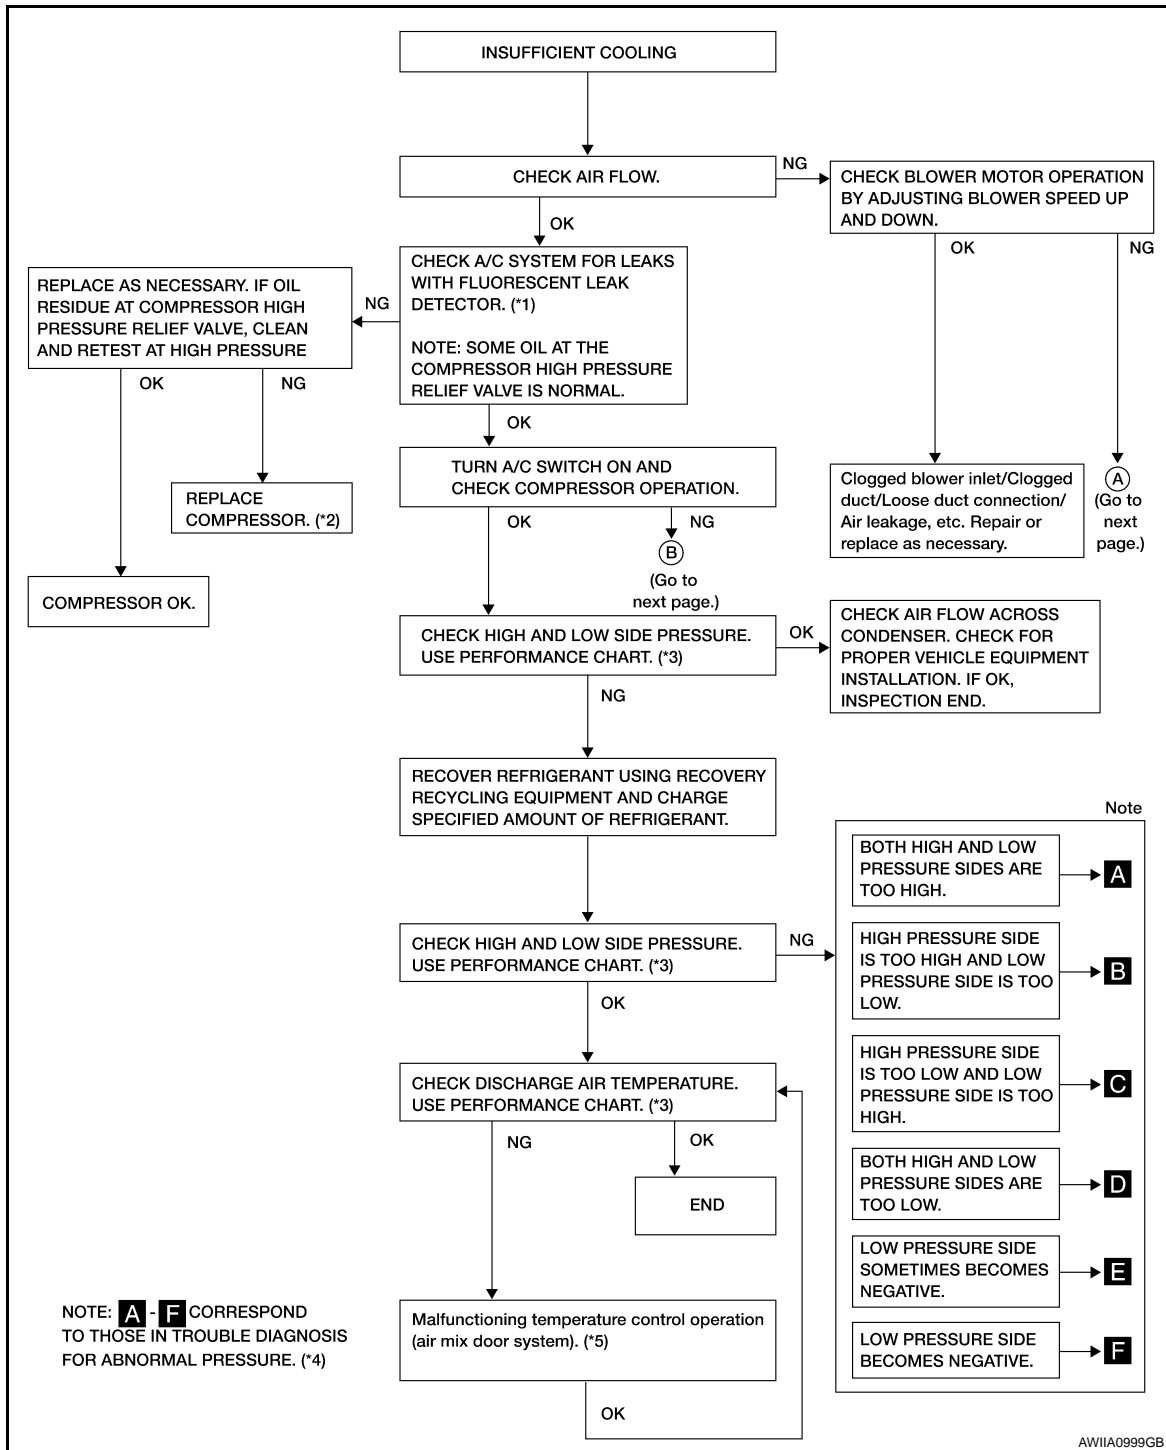 INSUFFICIENT COOLING
CHECK AIR FLOW.
NG
CHECK BLOWER MOTOR OPERATION
BY ADJUSTING BLOWER SPEED UP
AND DOWN.
OK
OK
NG
CHECK A/C SYSTEM FOR LEAKS
WITH FLUORESCENT LEAK
DETECTOR. (*1)
NOTE: SOME OIL AT THE
COMPRESSOR HIGH PRESSURE
RELIEF VALVE IS NORMAL.
NG
REPLACE AS NECESSARY. IF OIL
RESIDUE AT COMPRESSOR HIGH
PRESSURE RELIEF VALVE, CLEAN
AND RETEST AT HIGH PRESSURE
OK
NG
REPLACE
COMPRESSOR. (*2)
COMPRESSOR OK.
OK
TURN A/C SWITCH ON AND
CHECK COMPRESSOR OPERATION.
OK
NG
B
(Go to
next page.)
Clogged blower inlet/Clogged
duct/Loose duct connection/
Air leakage, etc. Repair or
replace as necessary.
A
(Go to
next
page.)
CHECK HIGH AND LOW SIDE PRESSURE.
USE PERFORMANCE CHART. (*3)
OK
CHECK AIR FLOW ACROSS
CONDENSER. CHECK FOR
PROPER VEHICLE EQUIPMENT
INSTALLATION. IF OK,
INSPECTION END.
NG
RECOVER REFRIGERANT USING RECOVERY
RECYCLING EQUIPMENT AND CHARGE
SPECIFIED AMOUNT OF REFRIGERANT.
CHECK HIGH AND LOW SIDE PRESSURE.
USE PERFORMANCE CHART. (*3)
NG
OK
Note
BOTH HIGH AND LOW
PRESSURE SIDES ARE
TOO HIGH.
A
HIGH PRESSURE SIDE
IS TOO HIGH AND LOW
PRESSURE SIDE IS TOO
LOW.
B
HIGH PRESSURE SIDE
IS TOO LOW AND LOW
PRESSURE SIDE IS TOO
HIGH.
C
BOTH HIGH AND LOW
PRESSURE SIDES ARE
TOO LOW.
D
LOW PRESSURE SIDE
SOMETIMES BECOMES
NEGATIVE.
E
LOW PRESSURE SIDE
BECOMES NEGATIVE.
F
CHECK DISCHARGE AIR TEMPERATURE.
USE PERFORMANCE CHART. (*3)
NG
OK
END
Malfunctioning temperature control operation
(air mix door system). (*5)
OK
NOTE: A - F CORRESPOND
TO THOSE IN TROUBLE DIAGNOSIS
FOR ABNORMAL PRESSURE. (*4)
AWIIA0999GB